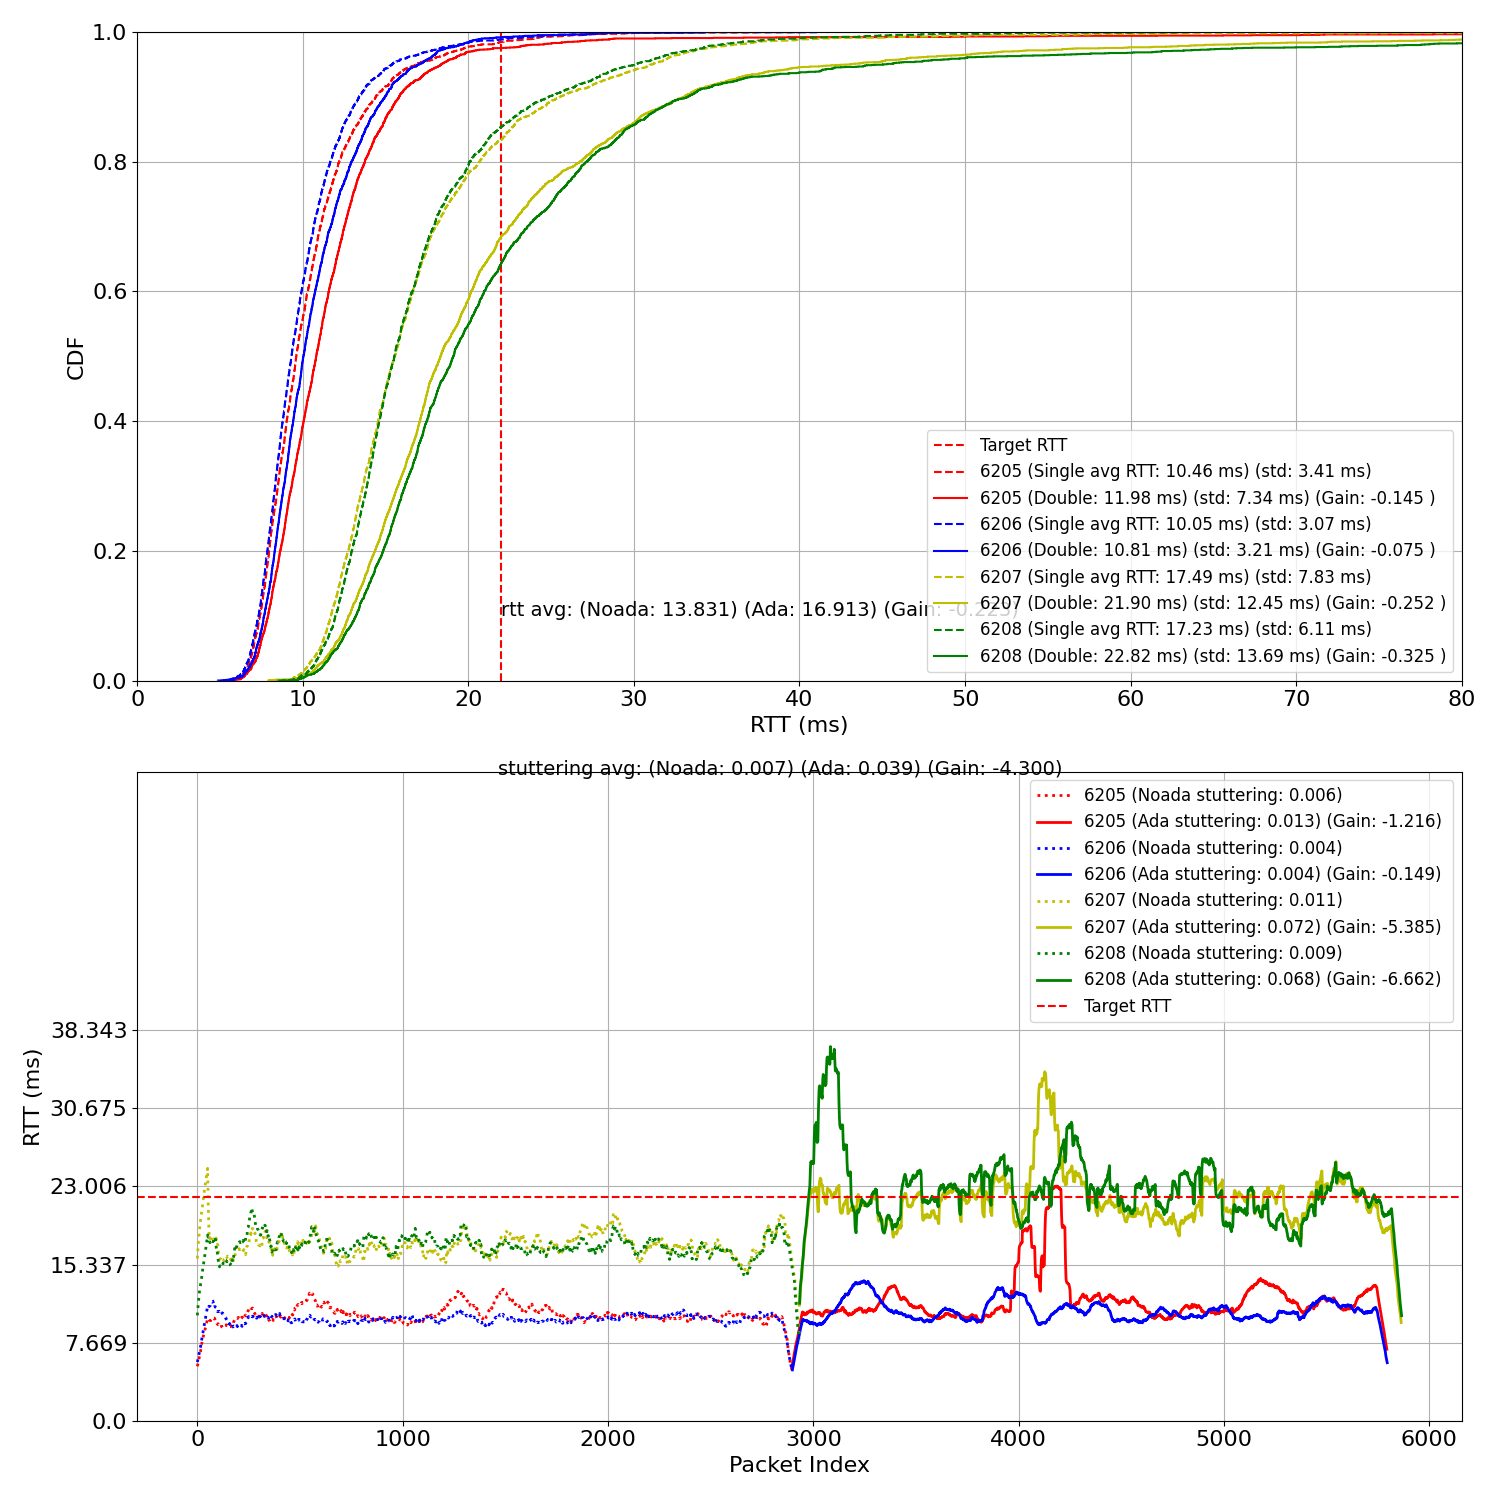 1.0
0.8
0.6
0.4
0.2
0.0
CDF
0 10 20 30 40 50 60 70 80
RTT (ms)
rtt avg: (Noada: 13.831) (Ada: 16.913) (Gain: -0.223)
Target RTT
6205 (Single avg RTT: 10.46 ms) (std: 3.41 ms)
6205 (Double: 11.98 ms) (std: 7.34 ms) (Gain: -0.145 )
6206 (Single avg RTT: 10.05 ms) (std: 3.07 ms)
6206 (Double: 10.81 ms) (std: 3.21 ms) (Gain: -0.075 )
6207 (Single avg RTT: 17.49 ms) (std: 7.83 ms)
6207 (Double: 21.90 ms) (std: 12.45 ms) (Gain: -0.252 )
6208 (Single avg RTT: 17.23 ms) (std: 6.11 ms)
6208 (Double: 22.82 ms) (std: 13.69 ms) (Gain: -0.325 )
stuttering avg: (Noada: 0.007) (Ada: 0.039) (Gain: -4.300)
6205 (Noada stuttering: 0.006)
6205 (Ada stuttering: 0.013) (Gain: -1.216)
6206 (Noada stuttering: 0.004)
6206 (Ada stuttering: 0.004) (Gain: -0.149)
6207 (Noada stuttering: 0.011)
6207 (Ada stuttering: 0.072) (Gain: -5.385)
6208 (Noada stuttering: 0.009)
6208 (Ada stuttering: 0.068) (Gain: -6.662)
Target RTT
38.343
30.675
23.006
15.337
7.669
0.0
RTT (ms)
0 1000 2000 3000 4000 5000 6000
Packet Index